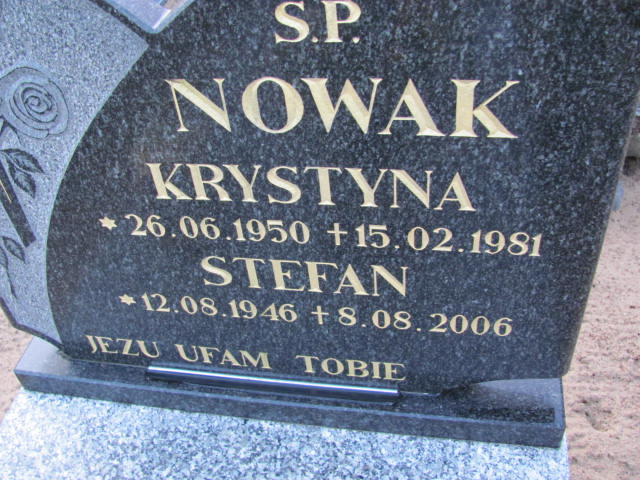 S.P.
NOWAK
KRYSTYNA
* 26.06.1950 † 15.02.1981
STEFAN
* 12.08.1946 † 8.08.2006
JEZU UFAM TOBIE